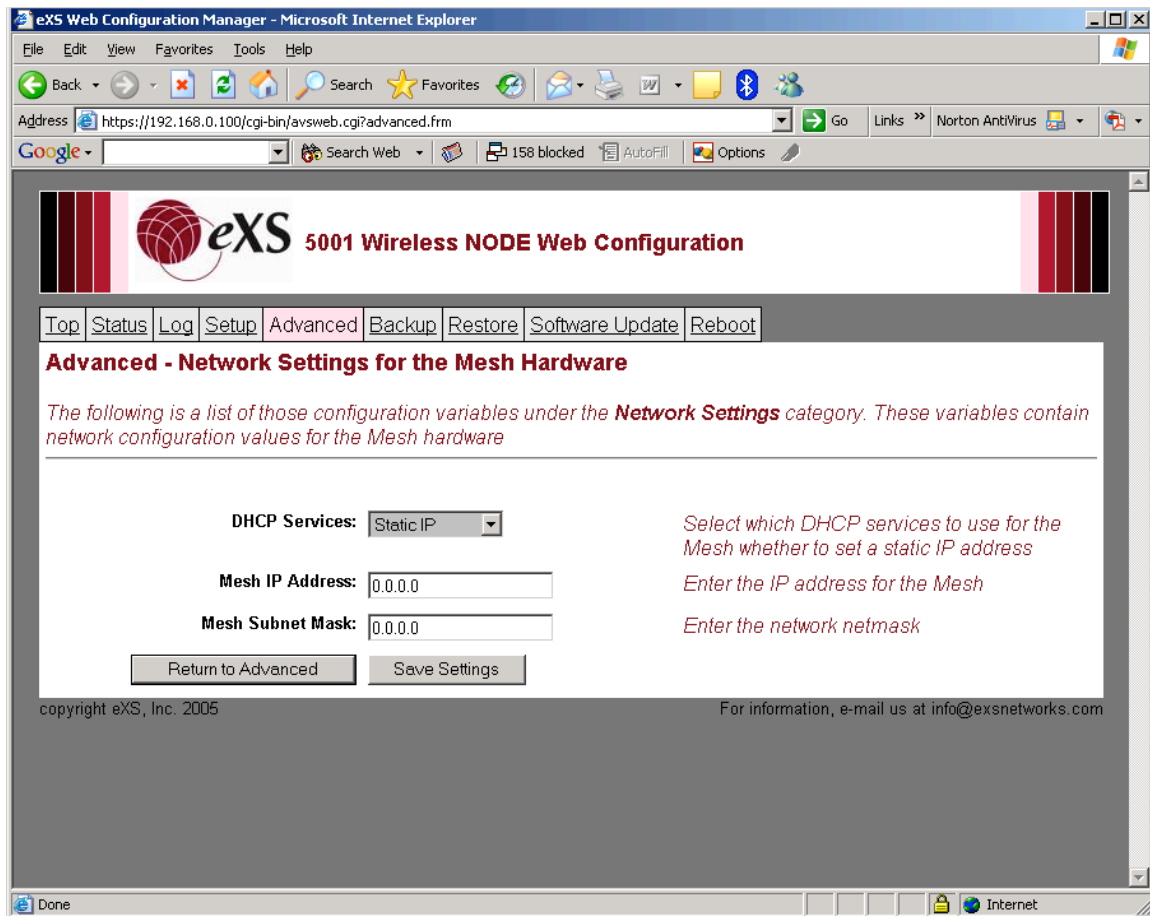 eXS Web Configuration Manager - Microsoft Internet Explorer
File Edit View Favorites Tools Help
Back Search Favorites
Address https://192.168.0.100/cgi-bin/avsweb.cgi?advanced.frm Go Links » Norton AntiVirus
Google Search Web 158 blocked AutoFill Options
eXS 5001 Wireless NODE Web Configuration
Top Status Log Setup Advanced Backup Restore Software Update Reboot
Advanced - Network Settings for the Mesh Hardware
The following is a list of those configuration variables under the Network Settings category. These variables contain
network configuration values for the Mesh hardware
DHCP Services: Static IP Select which DHCP services to use for the
Mesh whether to set a static IP address
Mesh IP Address: 0.0.0.0 Enter the IP address for the Mesh
Mesh Subnet Mask: 0.0.0.0 Enter the network netmask
Return to Advanced Save Settings
copyright eXS, Inc. 2005 For information, e-mail us at info@exsnetworks.com
Done Internet